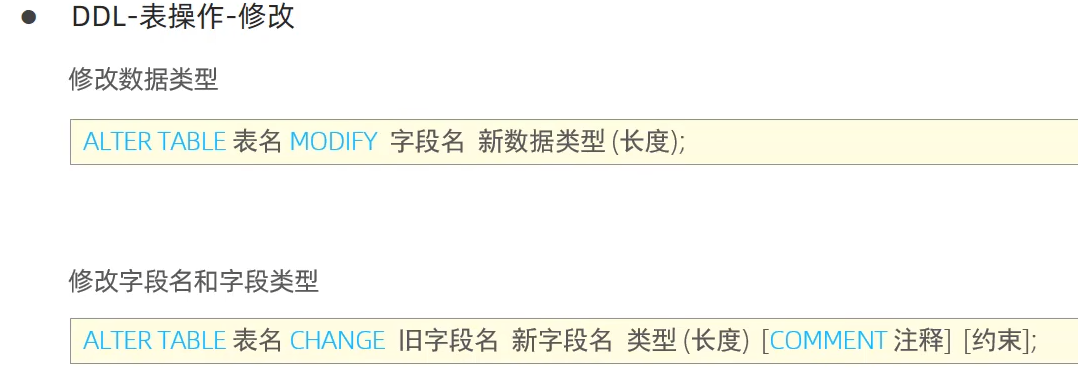 ● DDL-表操作-修改
修改数据类型
ALTER TABLE 表名 MODIFY 字段名 新数据类型 (长度);
修改字段名和字段类型
ALTER TABLE 表名 CHANGE 旧字段名 新字段名 类型 (长度) [COMMENT 注释] [约束];